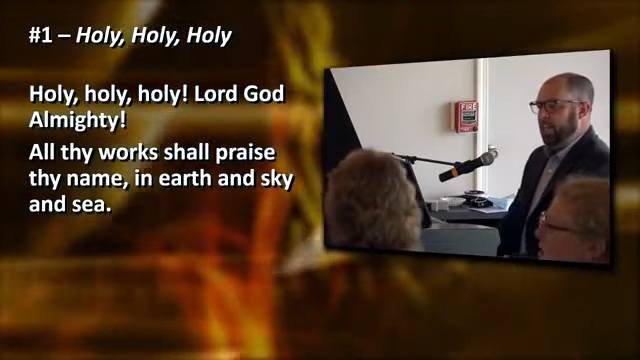 #1 – Holy, Holy, Holy
Holy, holy, holy! Lord God
Almighty!
All thy works shall praise
thy name, in earth and sky
and sea.
FIRE